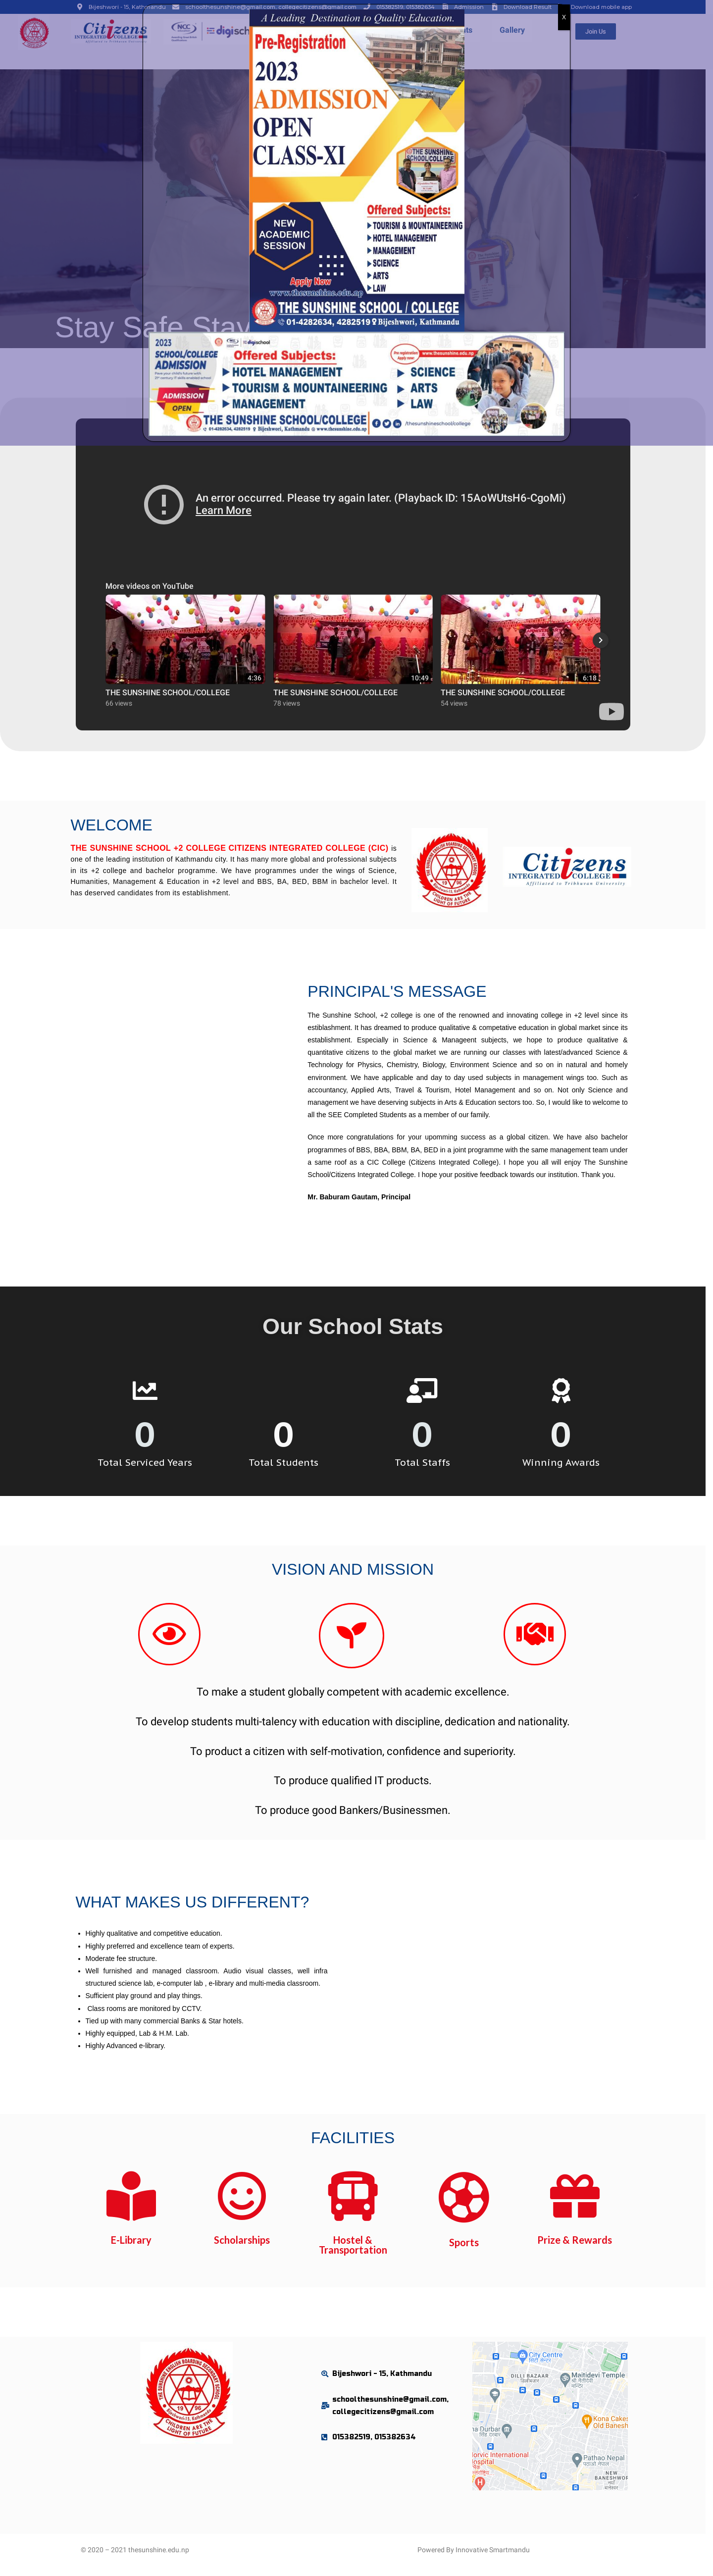 Bijeshwori - 15, Kathmandu schoolthesunshine@gmail.com, collegecitizens@gmail.com 015382519, 015382634 Admission Download Result Download mobile app
Citizens
INTEGRATED COLLEGE
NCC
digisch
Gallery
Join Us
X
A Leading Destination to Quality Education.
Pre-Registration
2023
ADMISSION
OPEN
CLASS-XI
NEW
ACADEMIC
SESSION
THE SUNSHINE
SCHOOL/COLLEGE
Offered Subjects:
TOURISM & MOUNTAINEERING
HOTEL MANAGEMENT
MANAGEMENT
SCIENCE
ARTS
LAW
Apply Now
www.thesunshine.edu.np
THE SUNSHINE SCHOOL / COLLEGE
01-4282634, 4282519 Bijeshwori, Kathmandu
Stay Safe Stay
2023
SCHOOL/COLLEGE
ADMISSION
ADMISSION
OPEN
digischool
www.thesunshine.edu.np
Offered Subjects:
HOTEL MANAGEMENT
TOURISM & MOUNTAINEERING
MANAGEMENT
SCIENCE
ARTS
LAW
THE SUNSHINE SCHOOL/COLLEGE
01-4282634, 4282519 Bijeshwori, Kathmandu www.thesunshine.edu.np
/thesunshineschool/college
An error occurred. Please try again later. (Playback ID: 15AoWUtsH6-CgoMi)
Learn More
More videos on YouTube
4:36
10:49
6:18
THE SUNSHINE SCHOOL/COLLEGE
66 views
THE SUNSHINE SCHOOL/COLLEGE
78 views
THE SUNSHINE SCHOOL/COLLEGE
54 views
WELCOME
THE SUNSHINE SCHOOL +2 COLLEGE CITIZENS INTEGRATED COLLEGE (CIC) is
one of the leading institution of Kathmandu city. It has many more global and professional subjects
in its +2 college and bachelor programme. We have programmes under the wings of Science,
Humanities, Management & Education in +2 level and BBS, BA, BED, BBM in bachelor level. It
has deserved candidates from its establishment.
Citizens
INTEGRATED COLLEGE
Affiliated to Tribhuvan University
PRINCIPAL'S MESSAGE
The Sunshine School, +2 college is one of the renowned and innovating college in +2 level since its
estiblashment. It has dreamed to produce qualitative & competative education in global market since its
establishment. Especially in Science & Manageent subjects, we hope to produce qualitative &
quantitative citizens to the global market we are running our classes with latest/advanced Science &
Technology for Physics, Chemistry, Biology, Environment Science and so on in natural and homely
environment. We have applicable and day to day used subjects in management wings too. Such as
accountancy, Applied Arts, Travel & Tourism, Hotel Management and so on. Not only Science and
management we have deserving subjects in Arts & Education sectors too. So, I would like to welcome to
all the SEE Completed Students as a member of our family.
Once more congratulations for your upomming success as a global citizen. We have also bachelor
programmes of BBS, BBA, BBM, BA, BED in a joint programme with the same management team under
a same roof as a CIC College (Citizens Integrated College). I hope you all will enjoy The Sunshine
School/Citizens Integrated College. I hope your positive feedback towards our institution. Thank you.
Mr. Baburam Gautam, Principal
Our School Stats
0
Total Serviced Years
0
Total Students
0
Total Staffs
0
Winning Awards
VISION AND MISSION
To make a student globally competent with academic excellence.
To develop students multi-talency with education with discipline, dedication and nationality.
To product a citizen with self-motivation, confidence and superiority.
To produce qualified IT products.
To produce good Bankers/Businessmen.
WHAT MAKES US DIFFERENT?
Highly qualitative and competitive education.
Highly preferred and excellence team of experts.
Moderate fee structure.
Well furnished and managed classroom. Audio visual classes, well infra
structured science lab, e-computer lab , e-library and multi-media classroom.
Sufficient play ground and play things.
Class rooms are monitored by CCTV.
Tied up with many commercial Banks & Star hotels.
Highly equipped, Lab & H.M. Lab.
Highly Advanced e-library.
FACILITIES
E-Library
Scholarships
Hostel &
Transportation
Sports
Prize & Rewards
CHILDREN ARE THE
LIGHT OF FUTURE
Bijeshwori - 15, Kathmandu
schoolthesunshine@gmail.com,
collegecitizens@gmail.com
015382519, 015382634
City Centre
DILLI BAZAAR
Maitidevi Temple
Kona Cakes
Old Banesh
a Durbar
orvic International
ospital
Pathao Nepal
NEW
BANESHWOR
© 2020 – 2021 thesunshine.edu.np
Powered By Innovative Smartmandu